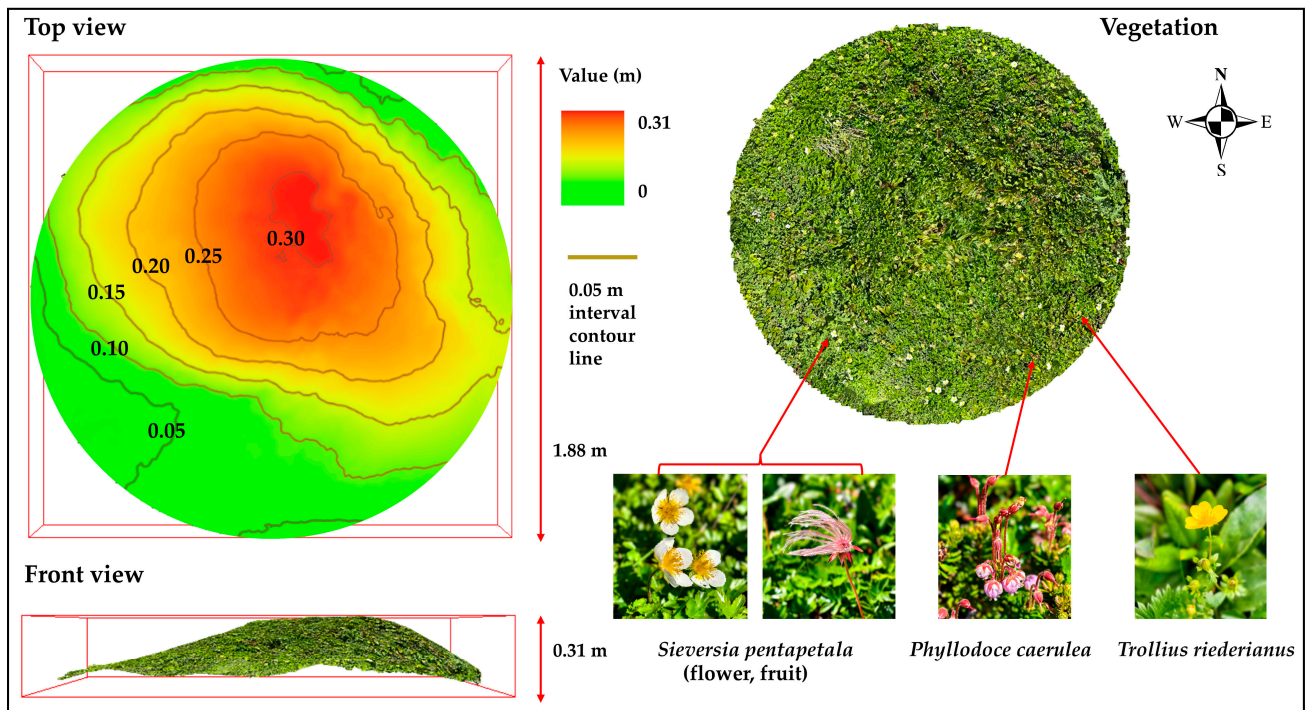 Top view
Vegetation
Value (m)
0.31
0
N
W
E
S
0.30
0.25
0.20
0.15
0.10
0.05
0.05 m
interval
contour
line
1.88 m
Front view
0.31 m
Sieversia pentapetala
(flower, fruit)
Phyllodoce caerulea
Trollius riederianus